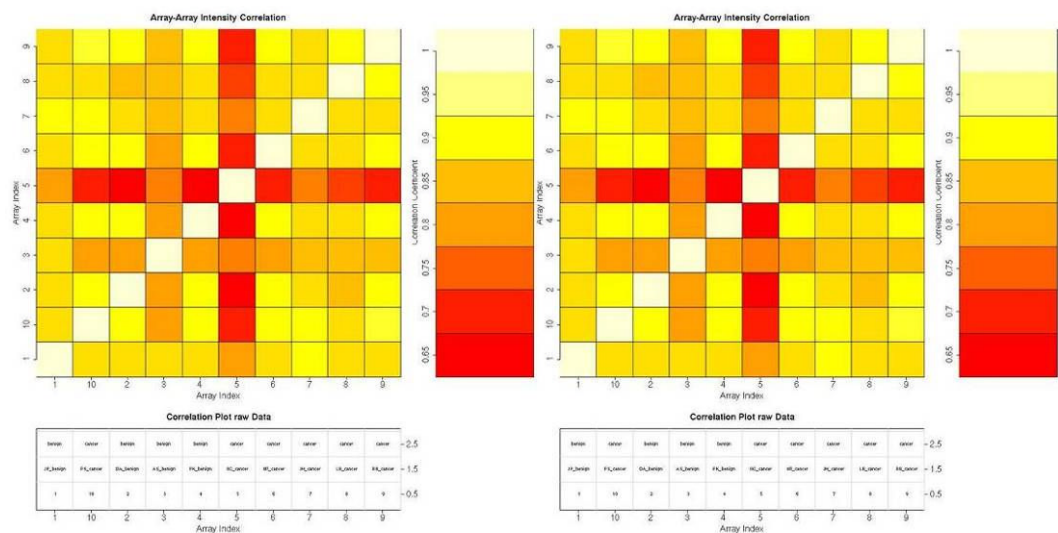 Array-Array Intensity Correlation
Array Index
9
8
7
6
5
4
3
2
10
1
1 10 2 3 4 5 6 7 8 9
Array Index
Correlation Coefficient
1
0.95
0.9
0.85
0.8
0.75
0.7
0.65
Correlation Plot raw Data
benign cancer benign benign benign cancer cancer cancer cancer cancer
2.5
1.5
0.5
1 10 2 3 4 5 6 7 8 9
1 10 2 3 4 5 6 7 8 9
Array Index
Array-Array Intensity Correlation
Array Index
9
8
7
6
5
4
3
2
10
1
1 10 2 3 4 5 6 7 8 9
Array Index
Correlation Coefficient
1
0.95
0.9
0.85
0.8
0.75
0.7
0.65
Correlation Plot raw Data
benign cancer benign benign benign cancer cancer cancer cancer cancer
2.5
1.5
0.5
1 10 2 3 4 5 6 7 8 9
1 10 2 3 4 5 6 7 8 9
Array Index